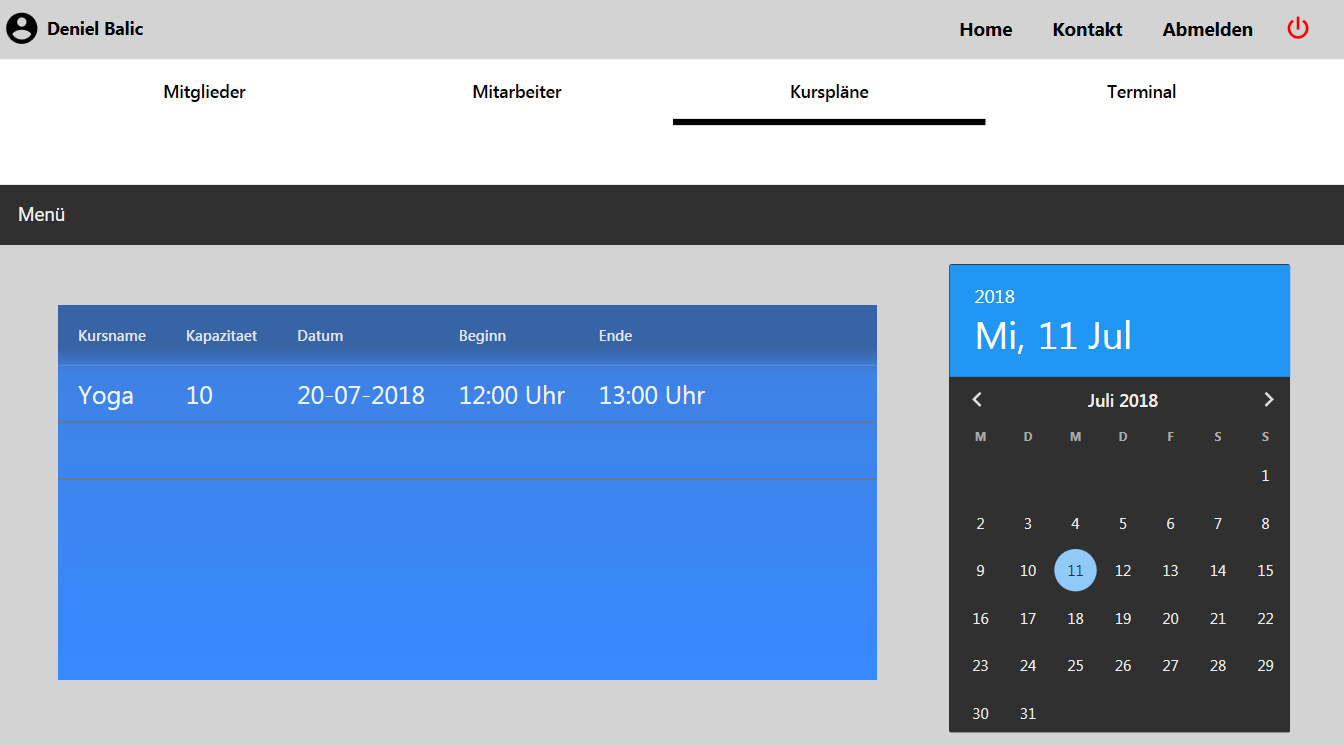 Deniel Balic Home Kontakt Abmelden
Mitglieder Mitarbeiter Kurspläne Terminal
Menü
Kursname Kapazitaet Datum Beginn Ende
Yoga 10 20-07-2018 12:00 Uhr 13:00 Uhr
2018
Mi, 11 Jul
Juli 2018
M D M D F S S
1
2 3 4 5 6 7 8
9 10 11 12 13 14 15
16 17 18 19 20 21 22
23 24 25 26 27 28 29
30 31